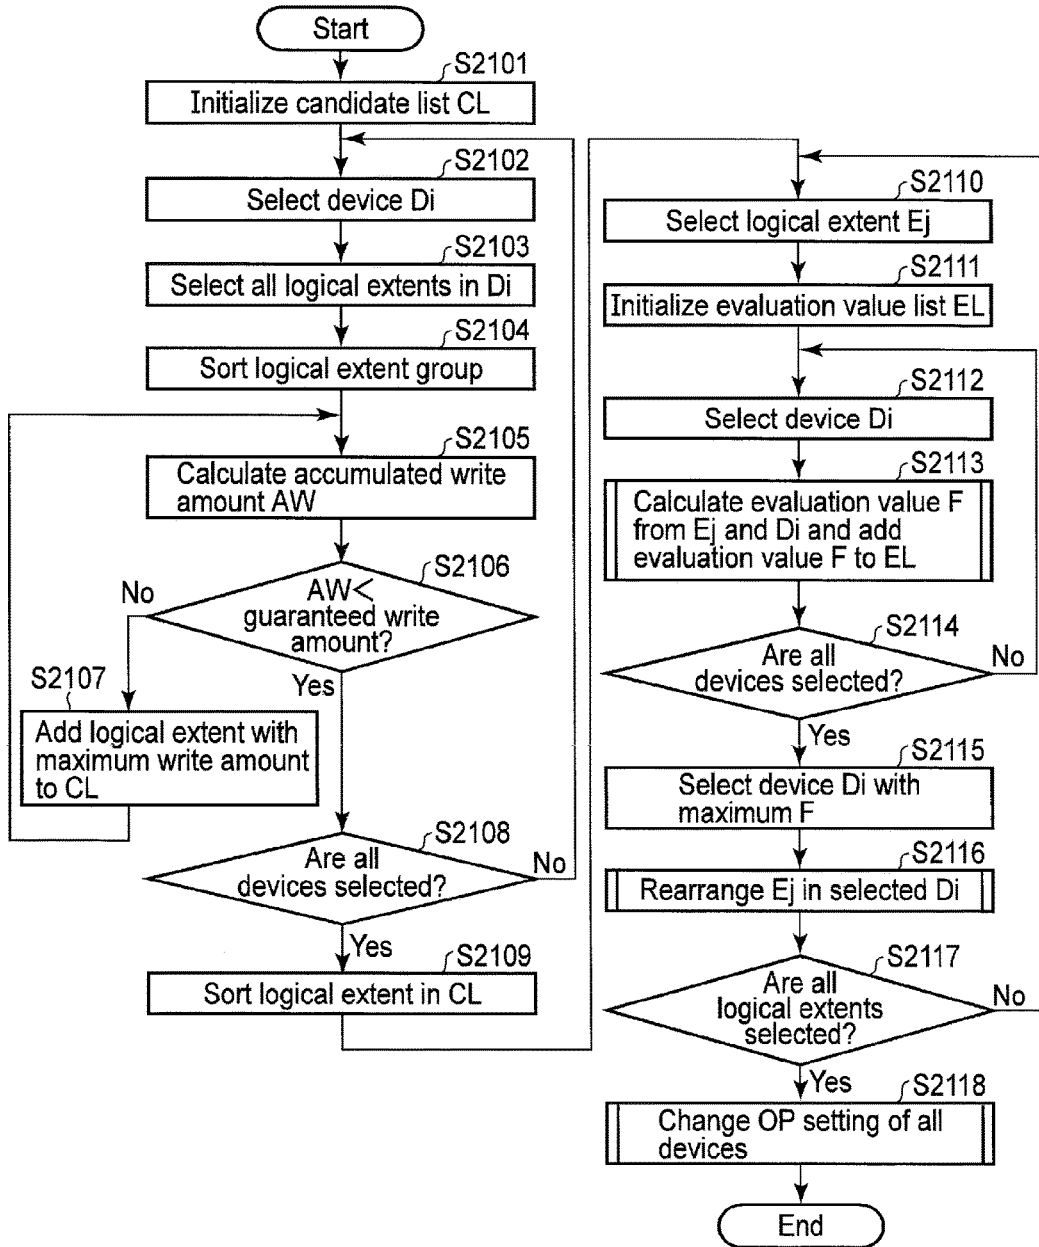 Start
S2101
Initialize candidate list CL
S2102
Select device Di
S2103
Select all logical extents in Di
S2104
Sort logical extent group
S2105
Calculate accumulated write
amount AW
S2106
AW<
guaranteed write
amount?
No
Yes
S2107
Add logical extent with
maximum write amount
to CL
S2108
Are all
devices selected?
No
Yes
S2109
Sort logical extent in CL
S2110
Select logical extent Ej
S2111
Initialize evaluation value list EL
S2112
Select device Di
S2113
Calculate evaluation value F
from Ej and Di and add
evaluation value F to EL
S2114
Are all
devices selected?
No
Yes
S2115
Select device Di with
maximum F
S2116
Rearrange Ej in selected Di
S2117
Are all
logical extents
selected?
No
Yes
S2118
Change OP setting of all
devices
End